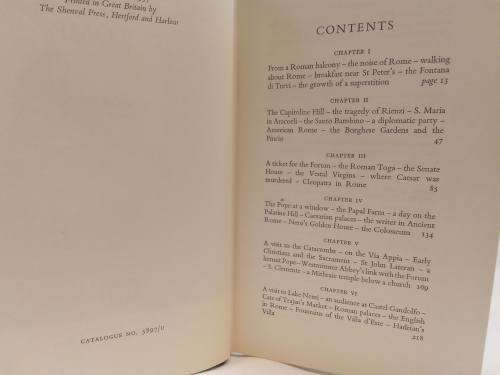 Printed in Great Britain by
The Shenval Press, Hertford and Harlow
CATALOGUE NO. 5897/U
CONTENTS
CHAPTER I
From a Roman balcony – the noise of Rome – walking
about Rome – breakfast near St Peter's – the Fontana
di Trevi – the growth of a superstition page 13
CHAPTER II
The Capitoline Hill – the tragedy of Rienzi – S. Maria
in Aracoeli – the Santo Bambino – a diplomatic party –
American Rome – the Borghese Gardens and the
Pincio 47
CHAPTER III
A ticket for the Forum – the Roman Toga – the Senate
House – the Vestal Virgins – where Caesar was
murdered – Cleopatra in Rome 85
CHAPTER IV
The Pope at a window – the Papal Farm – a day on the
Palatine Hill – Caesarian palaces – the writer in Ancient
Rome – Nero's Golden House – the Colosseum 134
CHAPTER V
A visit to the Catacombs – on the Via Appia – Early
Christians and the Sacrament – St John Lateran – a
lunar Pope – Westminster Abbey's link with the Forum
– S. Clemente – a Mithraic temple below a church 169
CHAPTER VI
A visit to Lake Nemi – an audience at Castel Gandolfo –
Cats of Trajan's Market – Roman palaces – the English
in Rome – Fountains of the Villa d'Este – Hadrian's
Villa 218